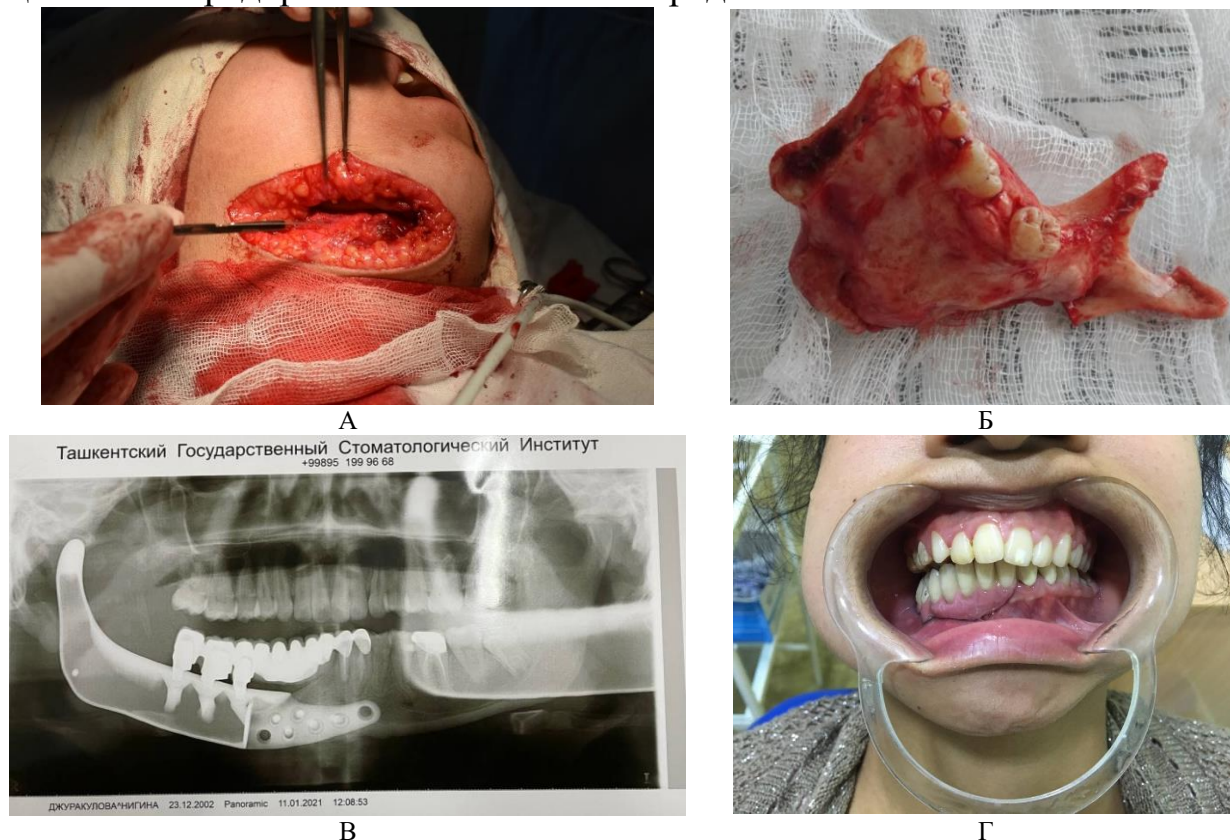 А
Б
Ташкентский Государственный Стоматологический Институт
+99895 199 96 68
ДЖУРАКУЛОВА^НИГИНА 23.12.2002 Panoramic 11.01.2021 12:08:53
В
Г